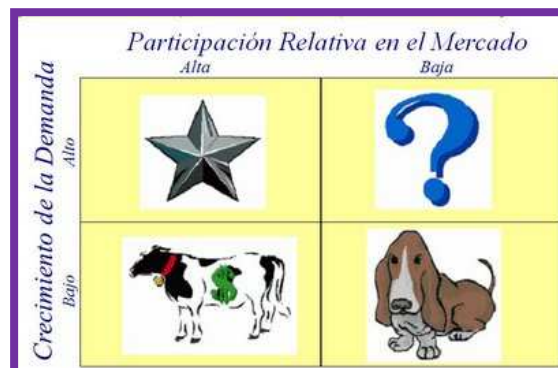 Participación Relativa en el Mercado
Alta Baja
Crecimiento de la Demanda
Alto
Bajo
?
$